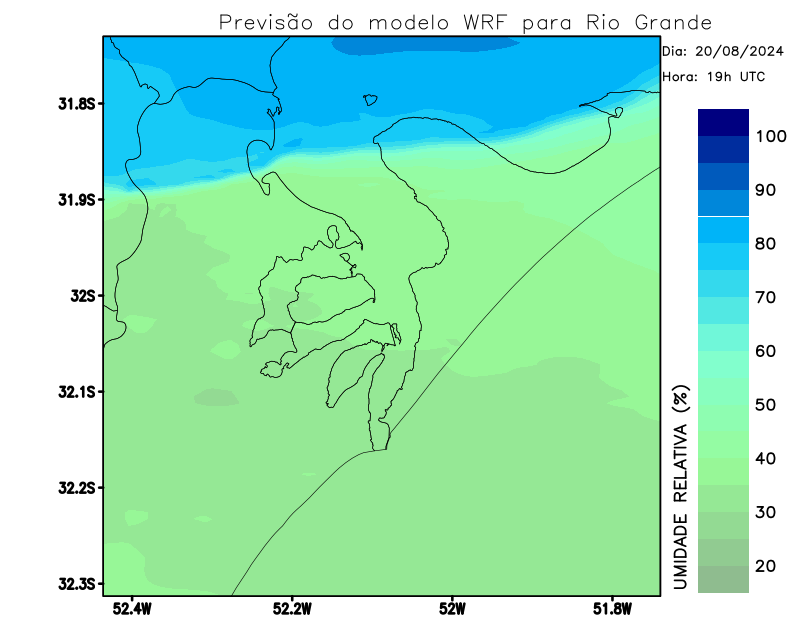 Previsão do modelo WRF para Rio Grande
Dia: 20/08/2024
Hora: 19h UTC
31.8S
31.9S
32S
32.1S
32.2S
32.3S
52.4W
52.2W
52W
51.8W
100
90
80
70
60
50
40
30
20
UMIDADE RELATIVA (%)